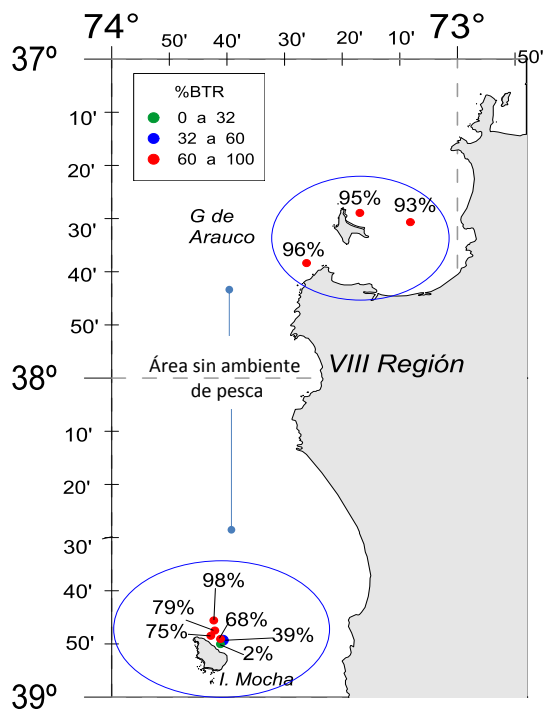 74°
73°
50' 40' 30' 20' 10' 50'
37º
10'
20'
30'
40'
50'
38º
10'
20'
30'
40'
50'
39º
%BTR
0 a 32
32 a 60
60 a 100
G de
Arauco
95%
93%
96%
Área sin ambiente
de pesca
VIII Región
98%
79%
68%
75%
39%
2%
I. Mocha